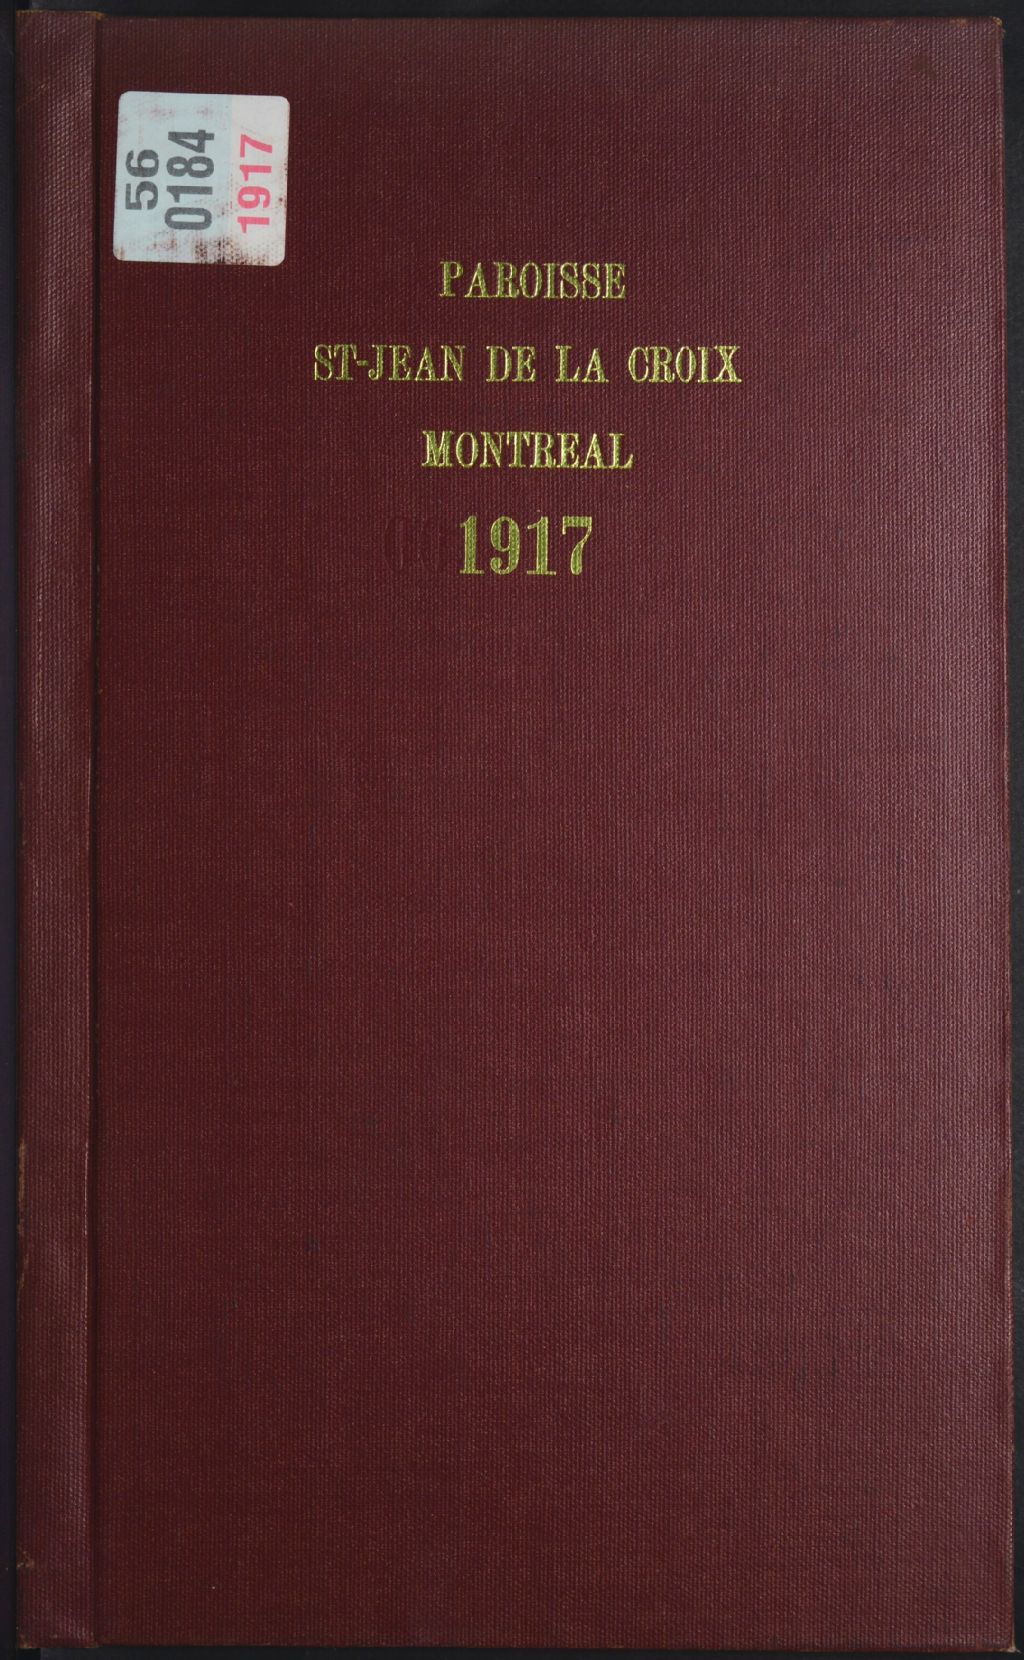 56
0184
1917
PAROISSE
ST-JEAN DE LA CROIX
MONTREAL
1917